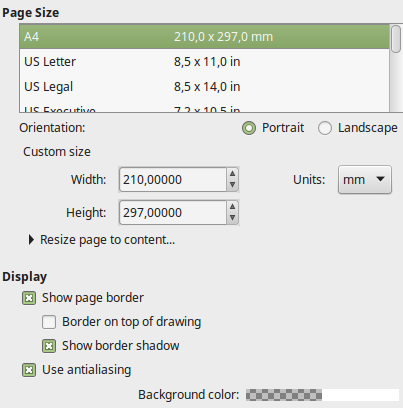 Page Size
A4 210,0 x 297,0 mm
US Letter 8,5 x 11,0 in
US Legal 8,5 x 14,0 in
US Executive 7,2 x 10,5 in
Orientation: Portrait Landscape
Custom size
Width: 210,00000 Units: mm
Height: 297,00000
Resize page to content...
Display
Show page border
Border on top of drawing
Show border shadow
Use antialiasing
Background color: